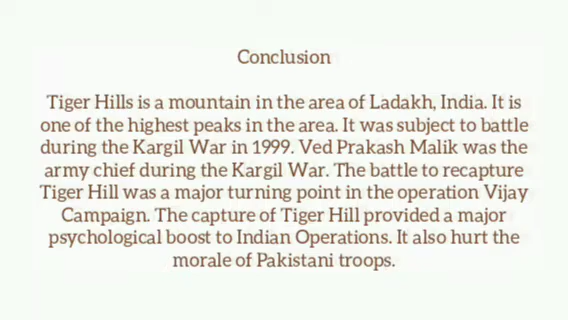 Conclusion
Tiger Hills is a mountain in the area of Ladakh, India. It is
one of the highest peaks in the area. It was subject to battle
during the Kargil War in 1999. Ved Prakash Malik was the
army chief during the Kargil War. The battle to recapture
Tiger Hill was a major turning point in the operation Vijay
Campaign. The capture of Tiger Hill provided a major
psychological boost to Indian Operations. It also hurt the
morale of Pakistani troops.